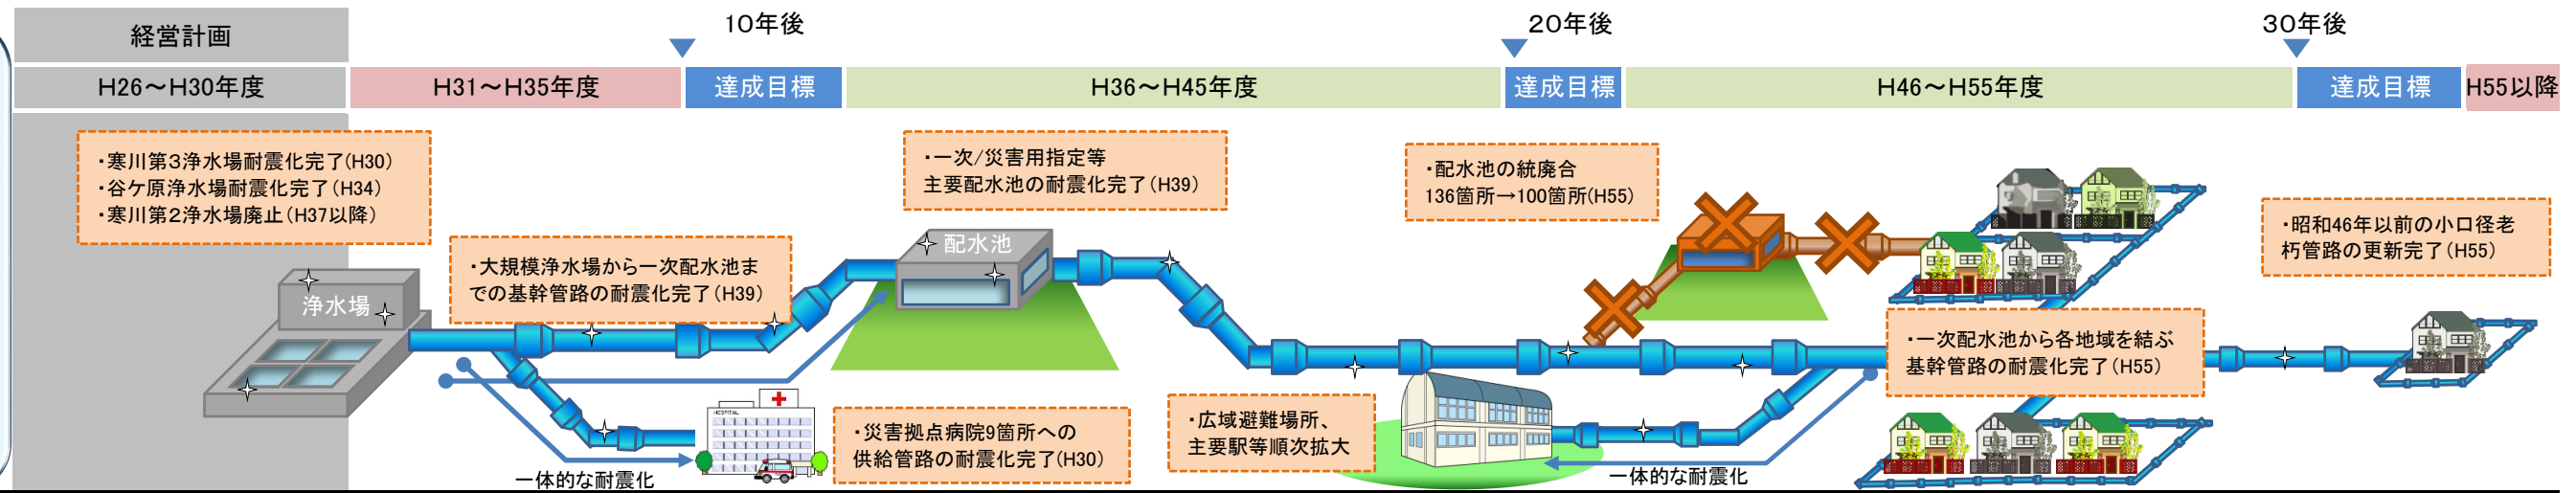 経営計画
10年後
20年後
30年後
H26～H30年度
H31～H35年度
達成目標
H36～H45年度
達成目標
H46～H55年度
達成目標
H55以降
・寒川第3浄水場耐震化完了(H30)
・谷ケ原浄水場耐震化完了(H34)
・寒川第2浄水場廃止(H37以降)
・大規模浄水場から一次配水池ま
での基幹管路の耐震化完了(H39)
・一次/災害用指定等
主要配水池の耐震化完了(H39)
・配水池の統廃合
136箇所→100箇所(H55)
・昭和46年以前の小口径老
朽管路の更新完了(H55)
浄水場
配水池
・一次配水池から各地域を結ぶ
基幹管路の耐震化完了(H55)
HOSPITAL
・災害拠点病院9箇所への
供給管路の耐震化完了(H30)
・広域避難場所、
主要駅等順次拡大
一体的な耐震化
一体的な耐震化